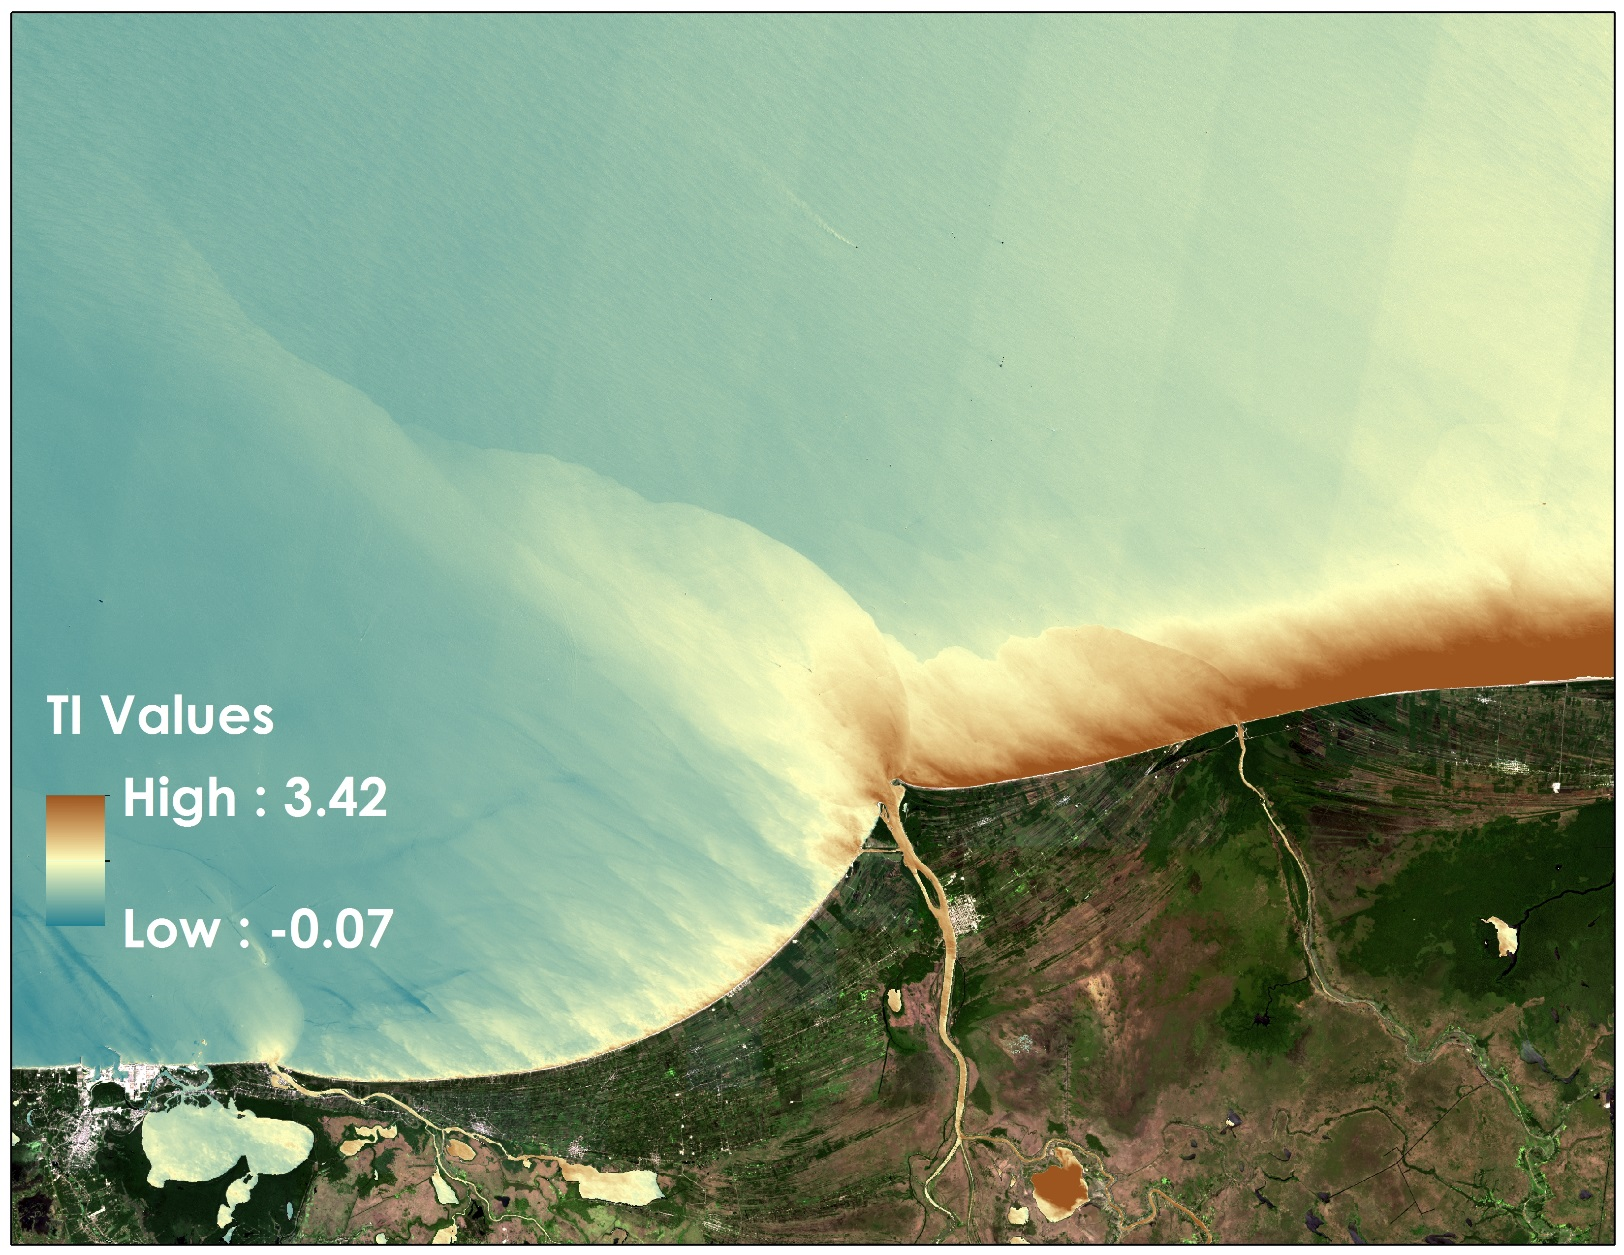 TI Values
High : 3.42
Low : -0.07